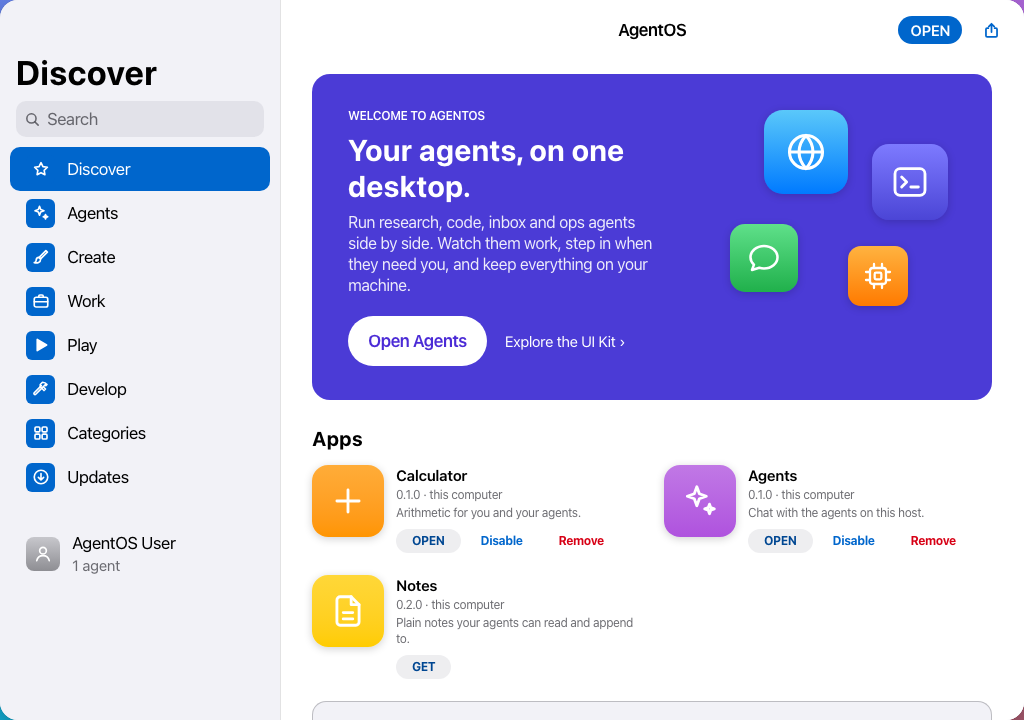 Discover
Search
Discover
Agents
Create
Work
Play
Develop
Categories
Updates
AgentOS User
1 agent
AgentOS
OPEN
WELCOME TO AGENTOS
Your agents, on one
desktop.
Run research, code, inbox and ops agents
side by side. Watch them work, step in when
they need you, and keep everything on your
machine.
Open Agents
Explore the UI Kit ›
Apps
Calculator
0.1.0 · this computer
Arithmetic for you and your agents.
OPEN
Disable
Remove
Agents
0.1.0 · this computer
Chat with the agents on this host.
OPEN
Disable
Remove
Notes
0.2.0 · this computer
Plain notes your agents can read and append
to.
GET